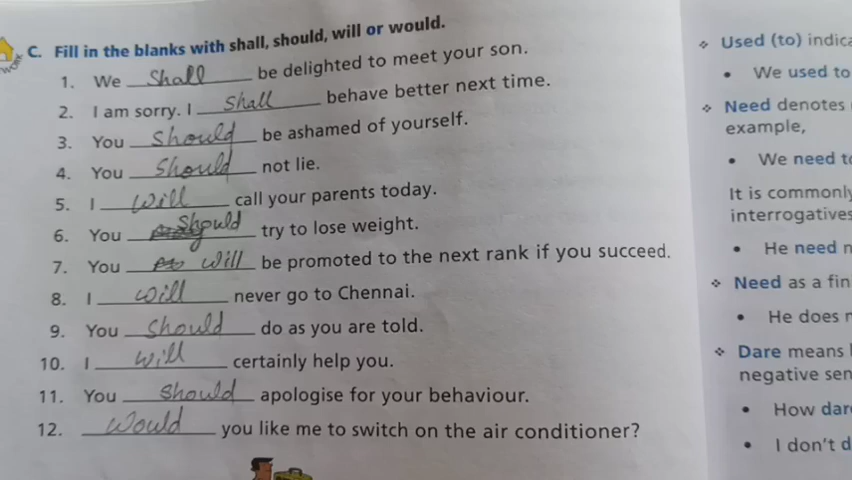 C. Fill in the blanks with shall, should, will or would.
1. We Shall be delighted to meet your son.
2. I am sorry. I Shall behave better next time.
3. You Should be ashamed of yourself.
4. You Should not lie.
5. I Will call your parents today.
6. You Should try to lose weight.
7. You will be promoted to the next rank if you succeed.
8. I will never go to Chennai.
9. You Should do as you are told.
10. I will certainly help you.
11. You Should apologise for your behaviour.
12. Would you like me to switch on the air conditioner?
❖ Used (to)
• We used to
❖ Need denotes
example,
• We need
It is commonly
interrogatives
• He need
❖ Need as a
• He does
❖ Dare means
negative
• How
• I don't